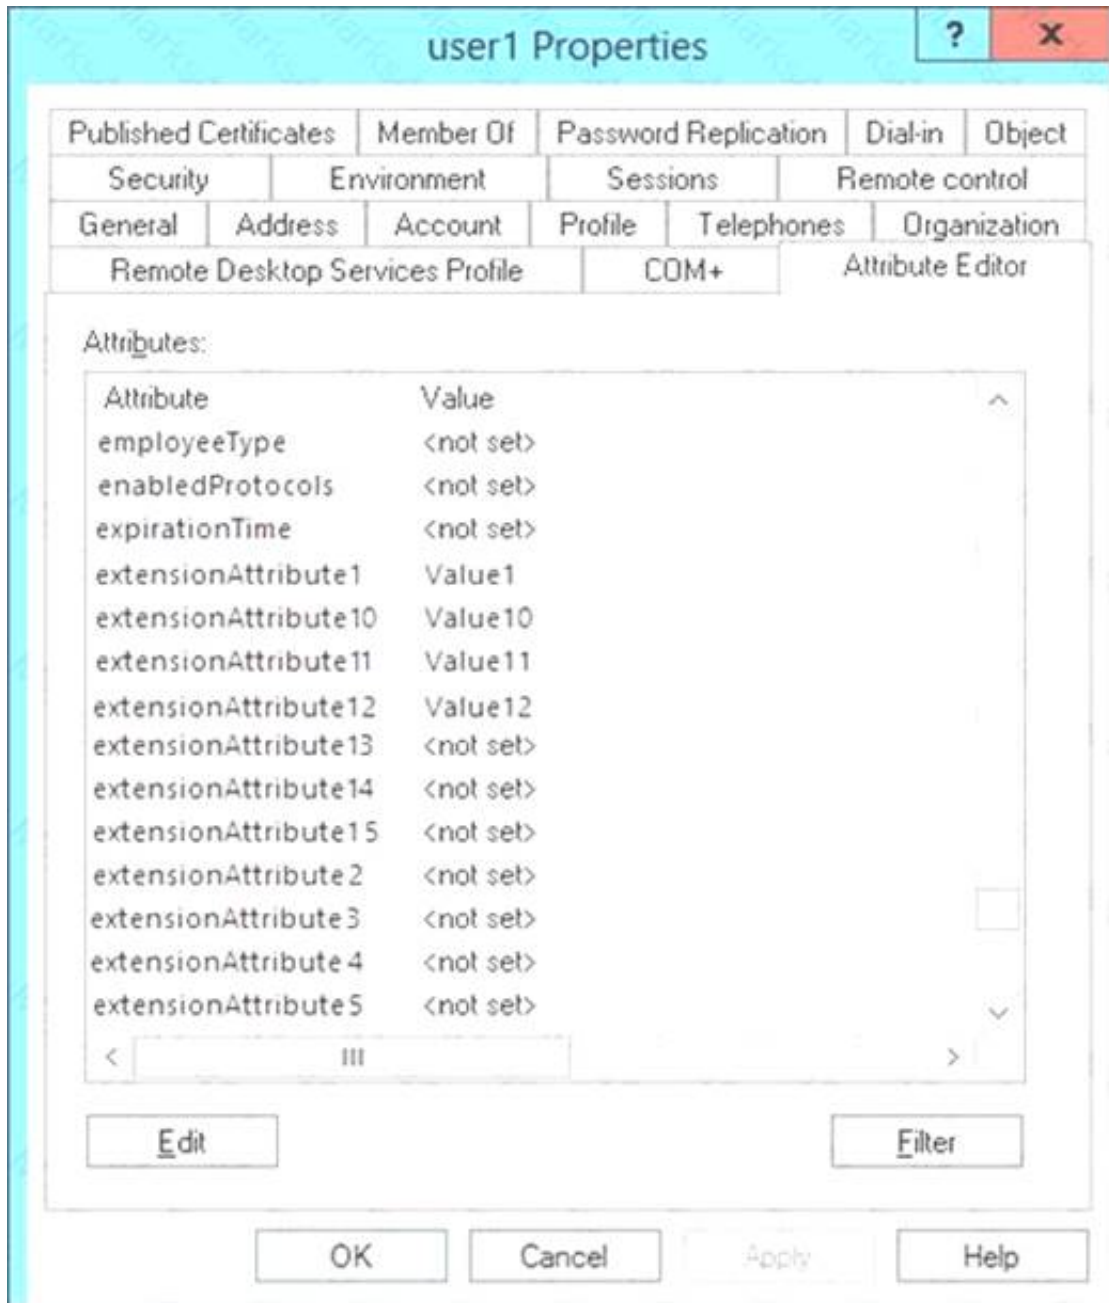 user1 Properties ? x
Published Certificates Member Of Password Replication Dial-in Object
Security Environment Sessions Remote control
General Address Account Profile Telephones Organization
Remote Desktop Services Profile COM+ Attribute Editor
Attributes:
Attribute Value
employeeType <not set>
enabledProtocols <not set>
expirationTime <not set>
extensionAttribute1 Value1
extensionAttribute10 Value10
extensionAttribute11 Value11
extensionAttribute12 Value12
extensionAttribute13 <not set>
extensionAttribute14 <not set>
extensionAttribute15 <not set>
extensionAttribute2 <not set>
extensionAttribute3 <not set>
extensionAttribute4 <not set>
extensionAttribute5 <not set>
Edit Filter
OK Cancel Apply Help